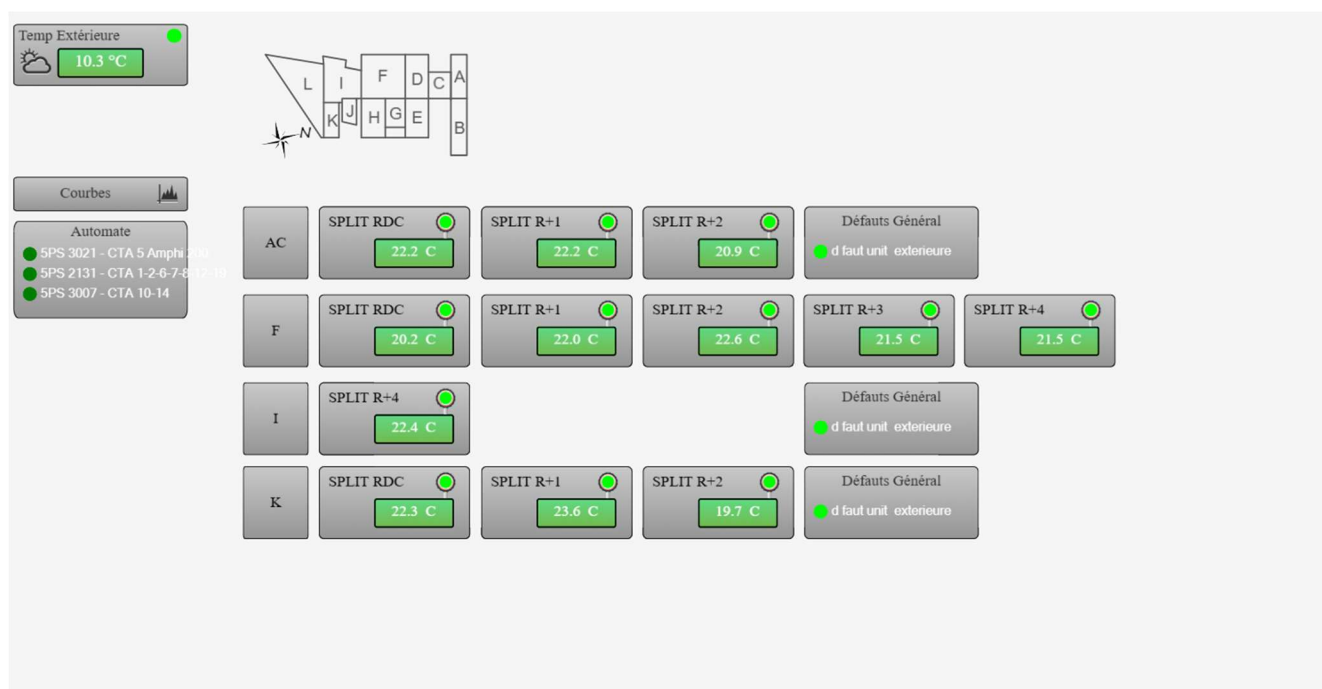 Temp Extérieure
10.3 °C
L I F D C A
K J H G E B
N
Courbes
Automate
5PS 3021 - CTA 5 Amphi 200
5PS 2131 - CTA 1-2-6-7-8-12-19
5PS 3007 - CTA 10-14
AC
SPLIT RDC
22.2 C
SPLIT R+1
22.2 C
SPLIT R+2
20.9 C
Défauts Général
d faut unit exterieure
F
SPLIT RDC
20.2 C
SPLIT R+1
22.0 C
SPLIT R+2
22.6 C
SPLIT R+3
21.5 C
SPLIT R+4
21.5 C
I
SPLIT R+4
22.4 C
Défauts Général
d faut unit exterieure
K
SPLIT RDC
22.3 C
SPLIT R+1
23.6 C
SPLIT R+2
19.7 C
Défauts Général
d faut unit exterieure